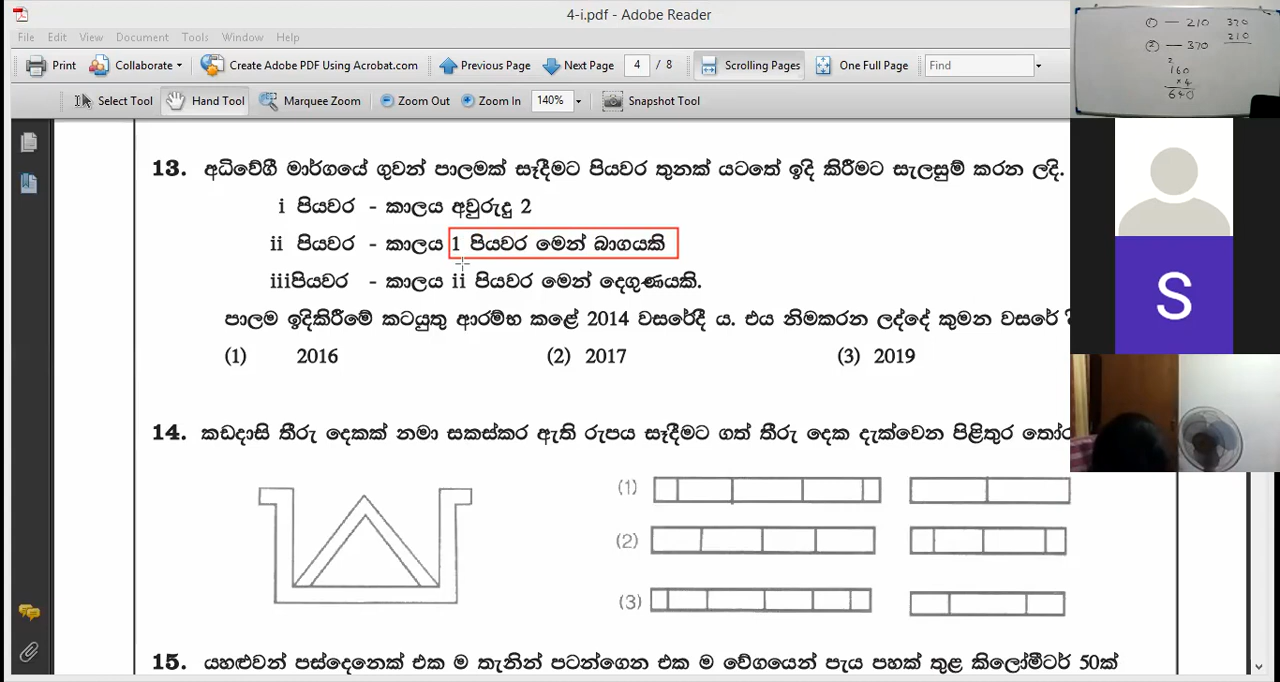 4-i.pdf - Adobe Reader
File Edit View Document Tools Window Help
Print Collaborate Create Adobe PDF Using Acrobat.com Previous Page Next Page 4 / 8 Scrolling Pages One Full Page Find
Select Tool Hand Tool Marquee Zoom Zoom Out Zoom In 140% Snapshot Tool
① — 210 370
210
② — 370
2
160
× 4
640
13. අධිවේගී මාර්ගයේ ගුවන් පාලමක් සෑදීමට පියවර තුනක් යටතේ ඉදි කිරීමට සැලසුම් කරන ලදි.
i පියවර - කාලය අවුරුදු 2
ii පියවර - කාලය 1 පියවර මෙන් බාගයකි
iiiපියවර - කාලය ii පියවර මෙන් දෙගුණයකි.
පාලම ඉදිකිරීමේ කටයුතු ආරම්භ කළේ 2014 වසරේදී ය. එය නිමකරන ලද්දේ කුමන වසරේ
(1) 2016 (2) 2017 (3) 2019
14. කඩදාසි තීරු දෙකක් නමා සකස්කර ඇති රුපය සෑදීමට ගත් තීරු දෙක දැක්වෙන පිළිතුර
(1)
(2)
(3)
15. යහළුවන් පස්දෙනෙක් එක ම තැනින් පටන්ගෙන එක ම වේගයෙන් පැය පහක් තුළ කිලෝමීටර් 50ක්
S